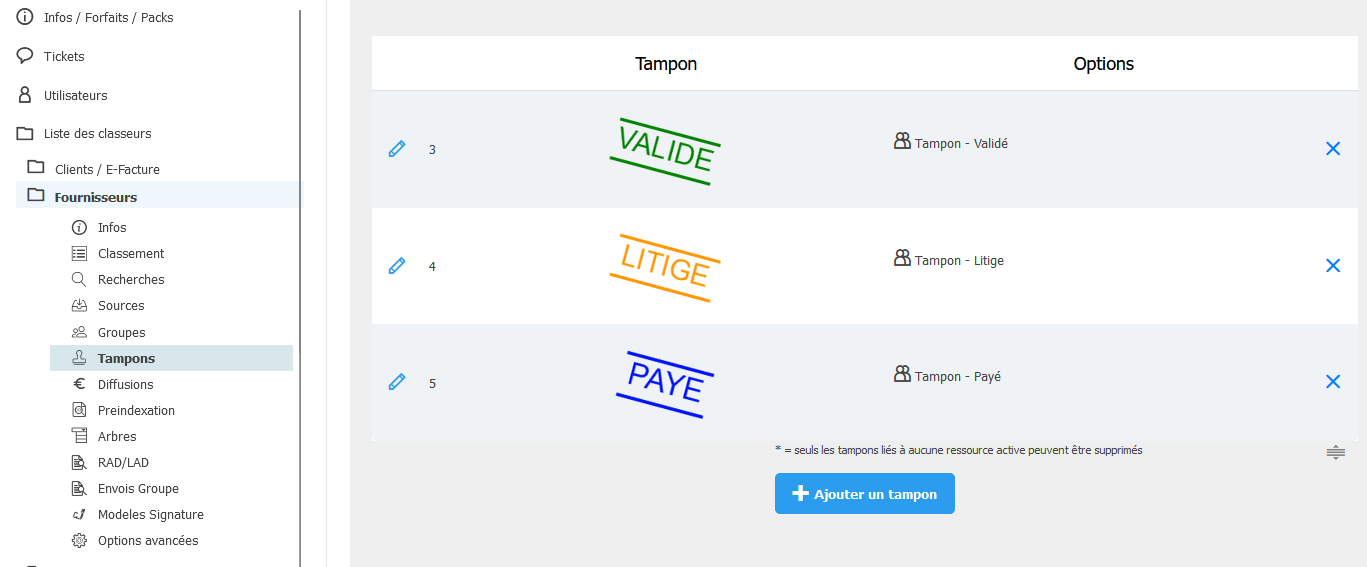 Infos / Forfaits / Packs
Tickets
Utilisateurs
Liste des classeurs
Clients / E-Facture
Fournisseurs
Infos
Classement
Recherches
Sources
Groupes
Tampons
Diffusions
Preindexation
Arbres
RAD/LAD
Envois Groupe
Modeles Signature
Options avancées
Tampon Options
3 VALIDE Tampon - Validé
4 LITIGE Tampon - Litige
5 PAYE Tampon - Payé
* = seuls les tampons liés à aucune ressource active peuvent être supprimés
Ajouter un tampon